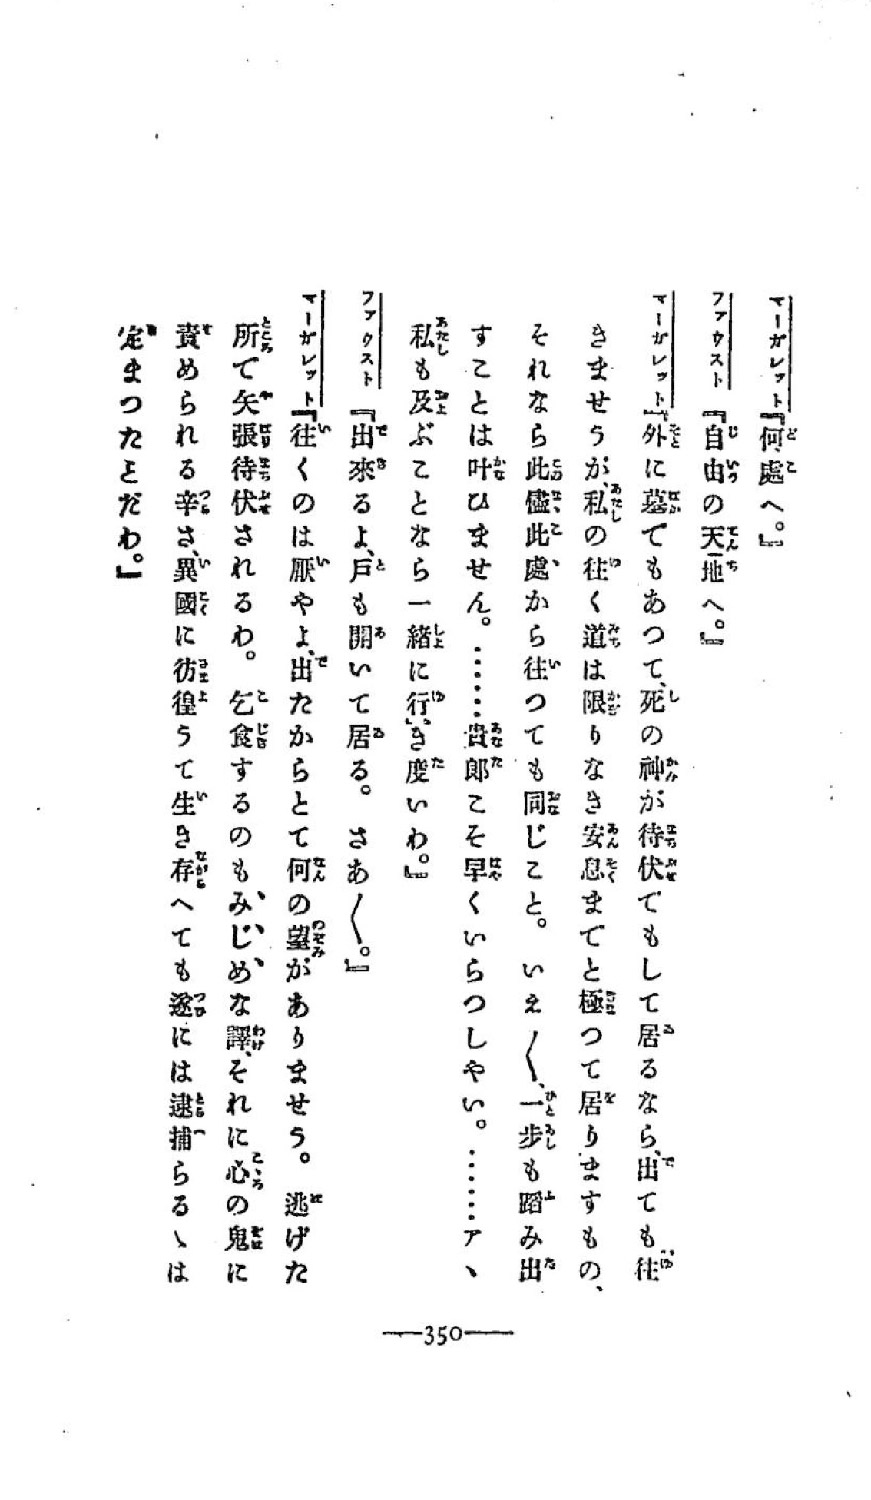 マーガレット『何處へ。』
ファウスト『自由の天地へ。』
マーガレット『外に墓でもあつて、死の神が待伏でもして居るなら、出ても往
きませうが、私の往く道は限りなき安息までと極つて居りますもの、
それなら此儘此處から往つても同じこと。いえ〳〵、一歩も踏み出
すことは叶ひません。……貴郎こそ早くいらつしやい。……アヽ
私も及ぶことなら一緒に行き度いわ。』
ファウスト『出來るよ、戸も開いて居る。さあ〳〵。』
マーガレット『往くのは厭やよ、出たからとて何の望がありませう。逃げた
所で矢張待伏されるわ。乞食するのもみじめな譯、それに心の鬼に
責められる辛さ、異國に彷徨うて生き存へても遂には逮捕らるゝは
定まつたとだわ。』
—350—